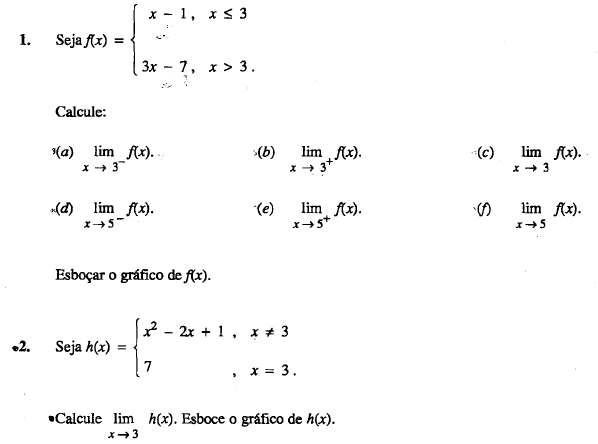 1. Seja f(x) = { x − 1, x ≤ 3
3x − 7, x > 3.
Calcule:
(a) lim x → 3⁻ f(x). (b) lim x → 3⁺ f(x). (c) lim x → 3 f(x).
(d) lim x → 5⁻ f(x). (e) lim x → 5⁺ f(x). (f) lim x → 5 f(x).
Esboçar o gráfico de f(x).
2. Seja h(x) = { x² − 2x + 1 , x ≠ 3
7 , x = 3.
Calcule lim x → 3 h(x). Esboce o gráfico de h(x).